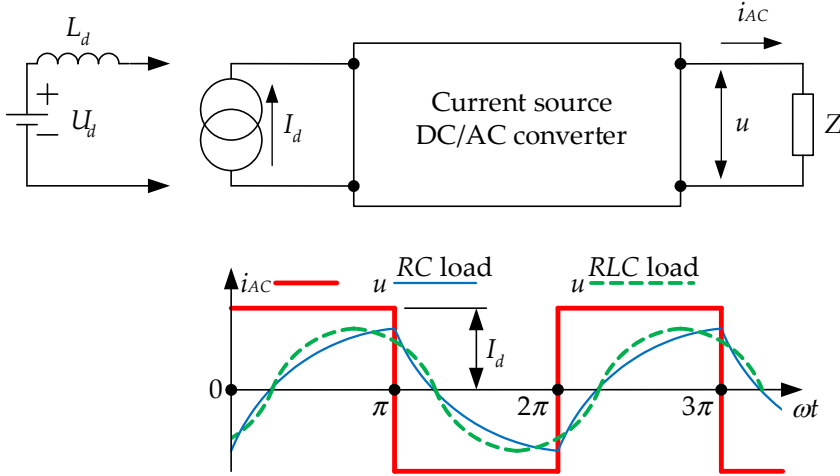 L_d
+
U_d
−
I_d
Current source
DC/AC converter
i_AC
u
Z
i_AC
u RC load
u RLC load
I_d
0
π
2π
3π
ωt